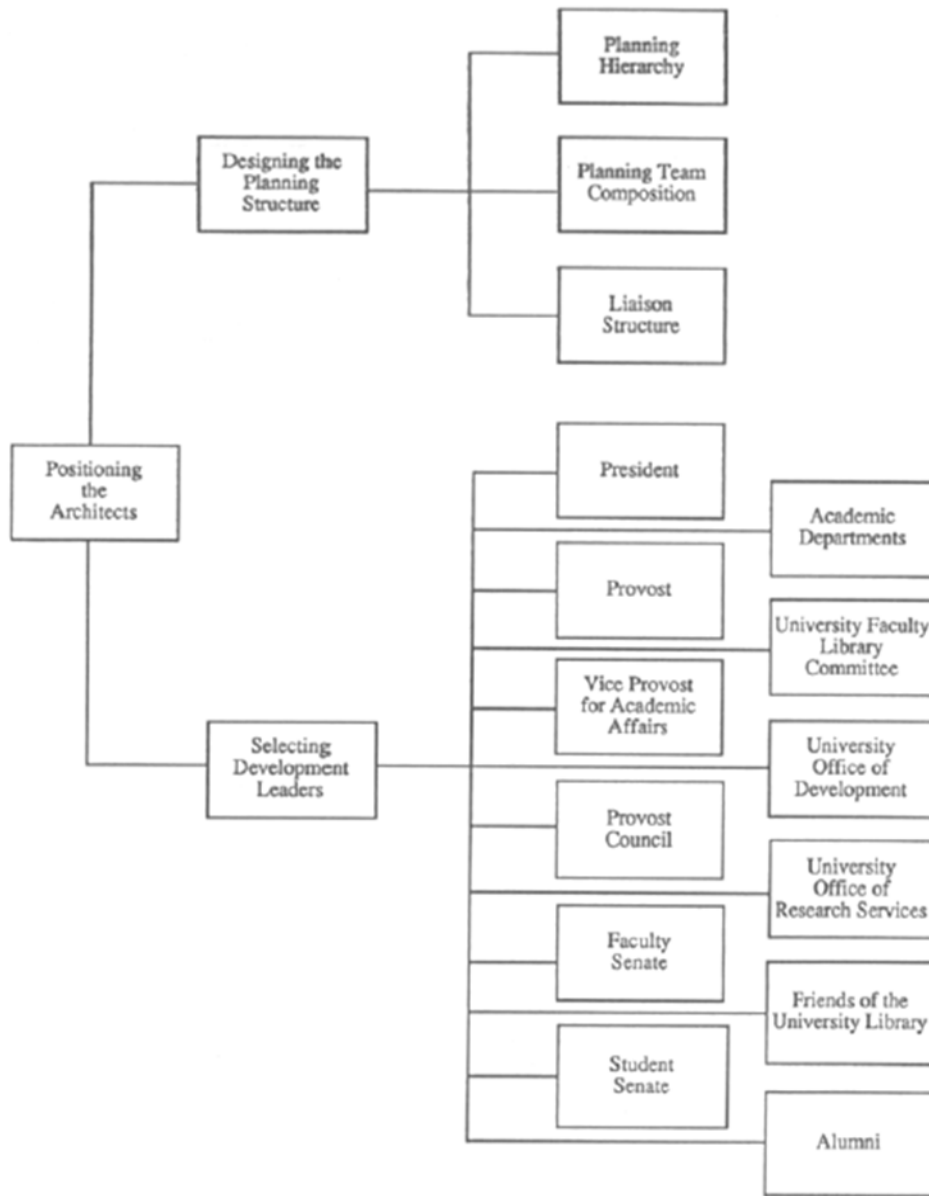 Planning
Hierarchy
Designing the
Planning
Structure
Planning Team
Composition
Liaison
Structure
Positioning
the
Architects
President
Academic
Departments
Provost
University Faculty
Library
Committee
Vice Provost
for Academic
Affairs
Selecting
Development
Leaders
University
Office of
Development
Provost
Council
University
Office of
Research Services
Faculty
Senate
Friends of the
University Library
Student
Senate
Alumni